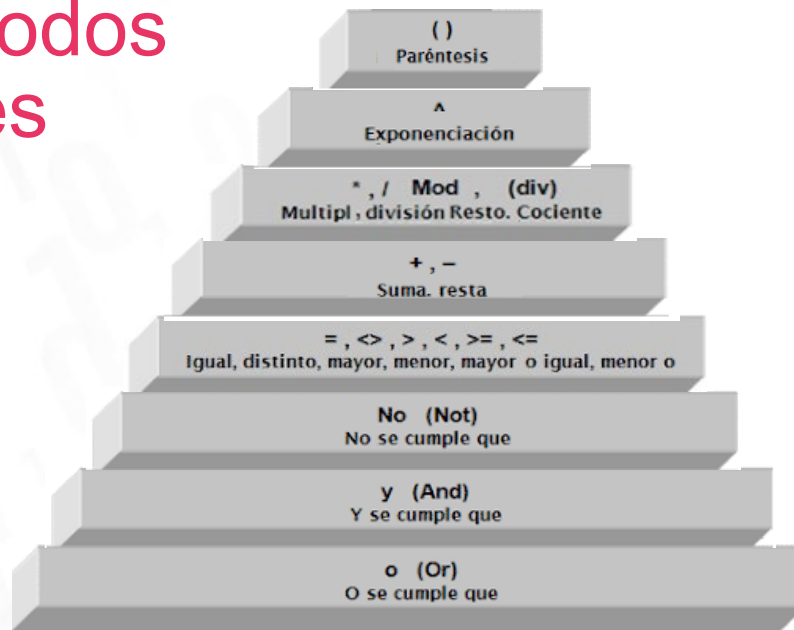 odos
es
( )
Paréntesis
^
Exponenciación
* , / Mod , (div)
Multipl , división Resto. Cociente
+ , –
Suma. resta
= , <> , > , < , >= , <=
Igual, distinto, mayor, menor, mayor o igual, menor o
No (Not)
No se cumple que
y (And)
Y se cumple que
o (Or)
O se cumple que